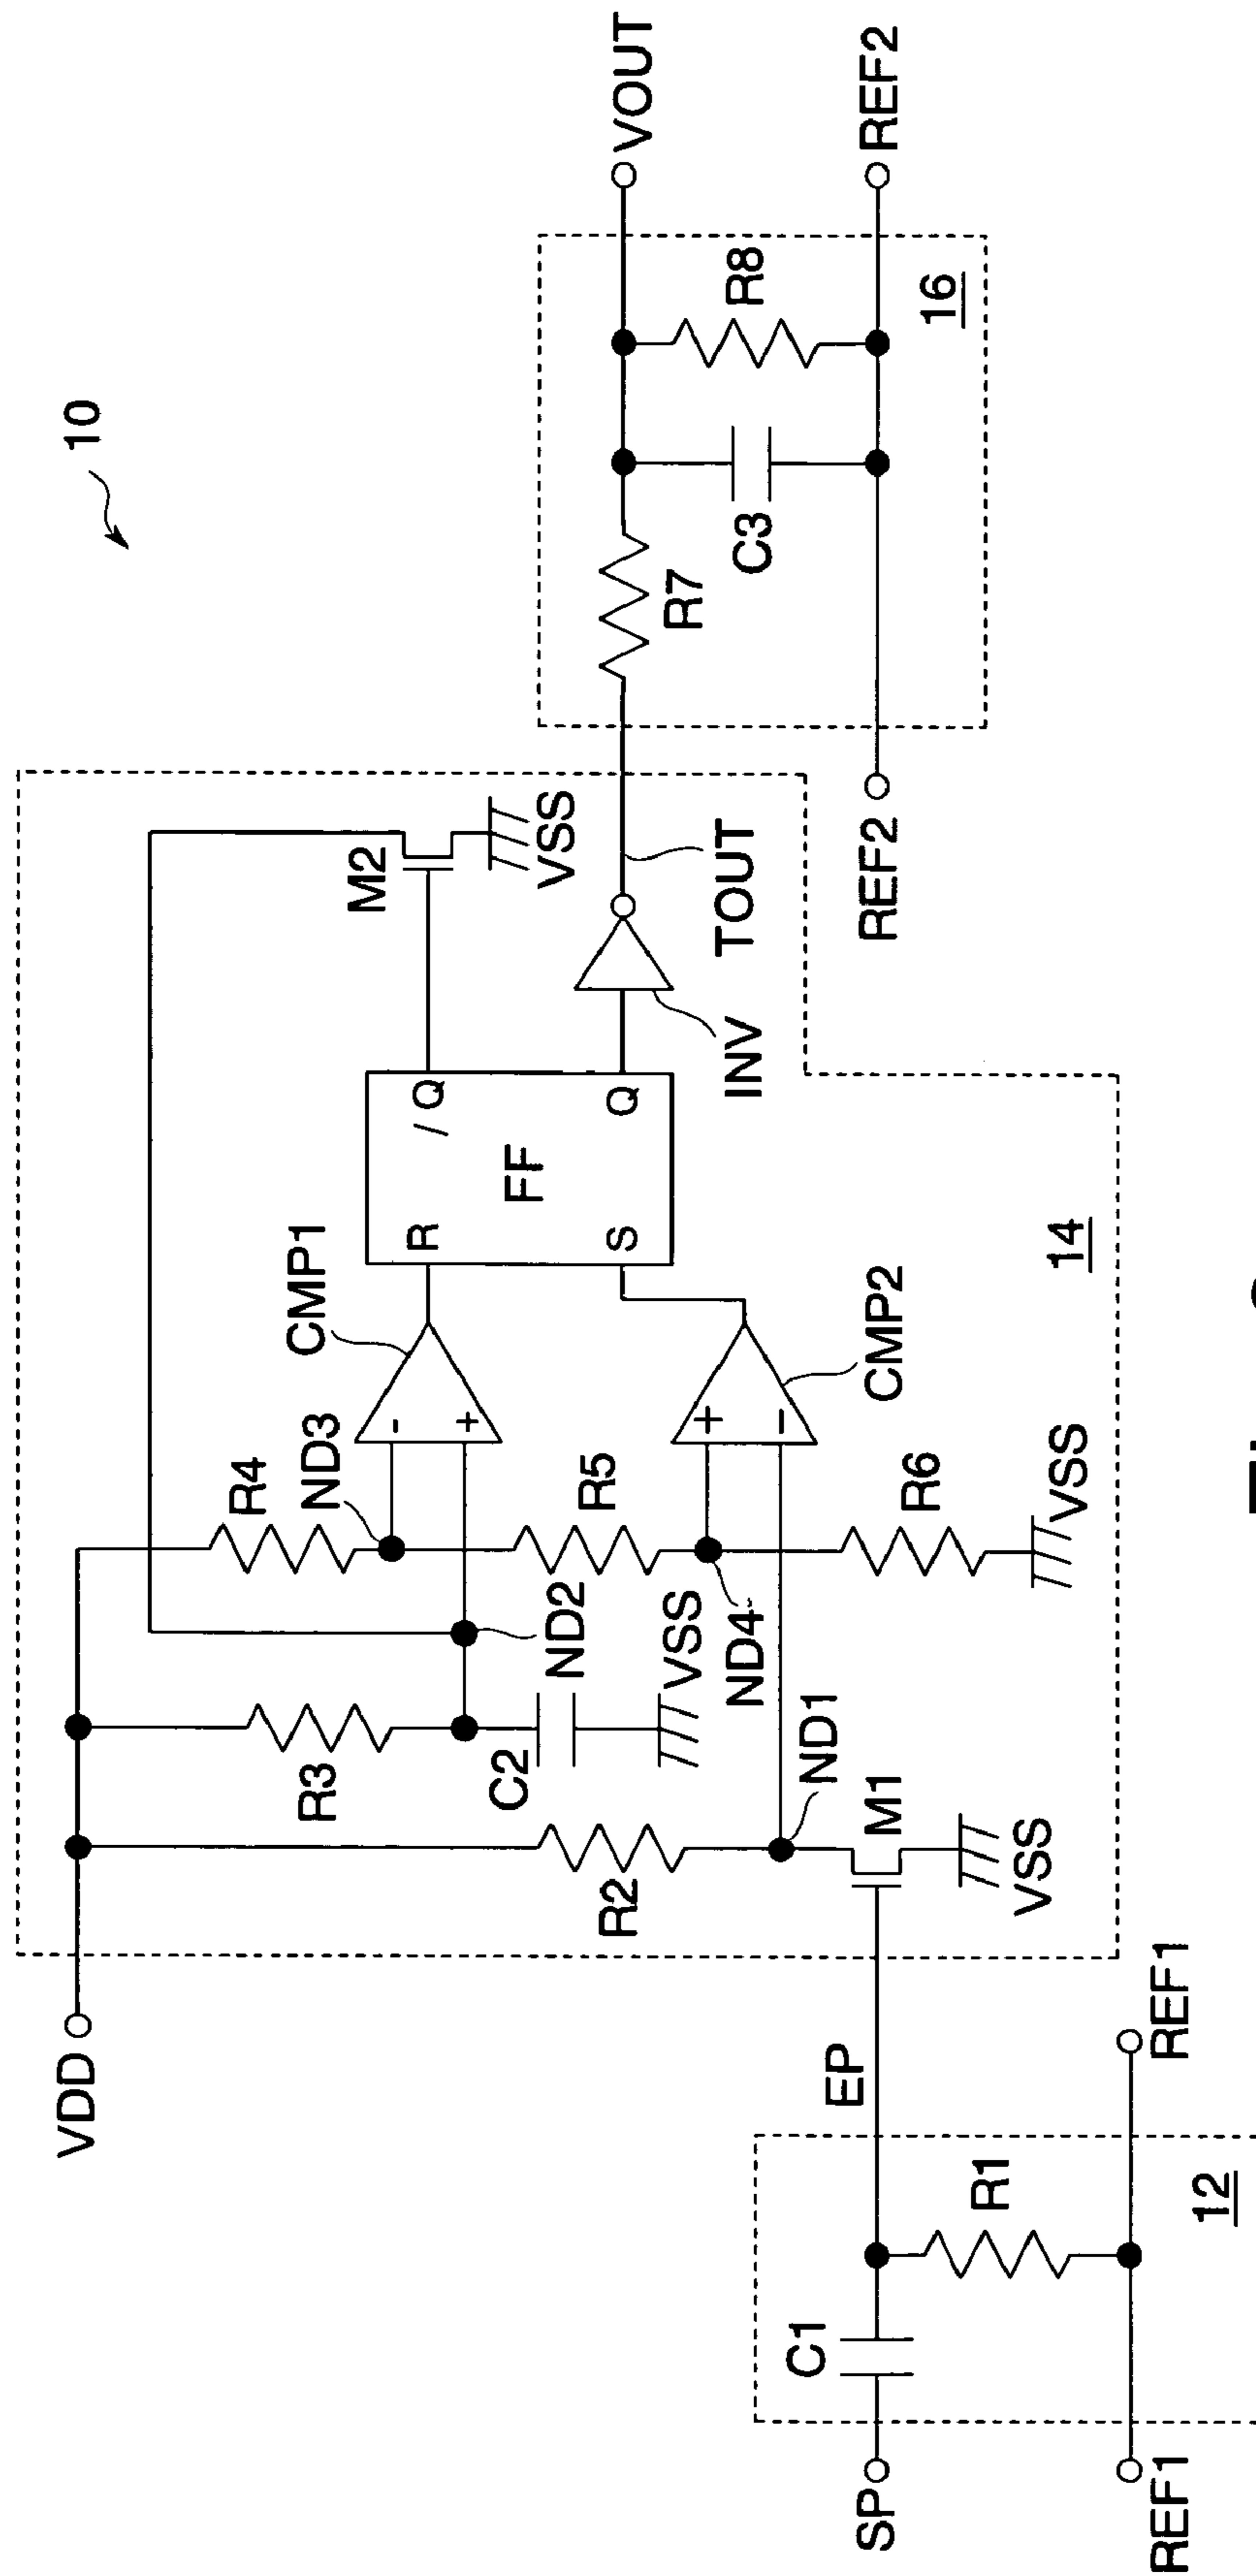 10
VDD
R3
R4
ND3
CMP1
-
+
R
/Q
FF
S
Q
M2
VSS
R2
C2
ND2
VSS
R5
ND4
+
-
CMP2
INV
TOUT
R7
C3
R8
VOUT
16
REF2
REF2
ND1
M1
VSS
R6
VSS
14
SP
C1
EP
R1
12
REF1
REF1